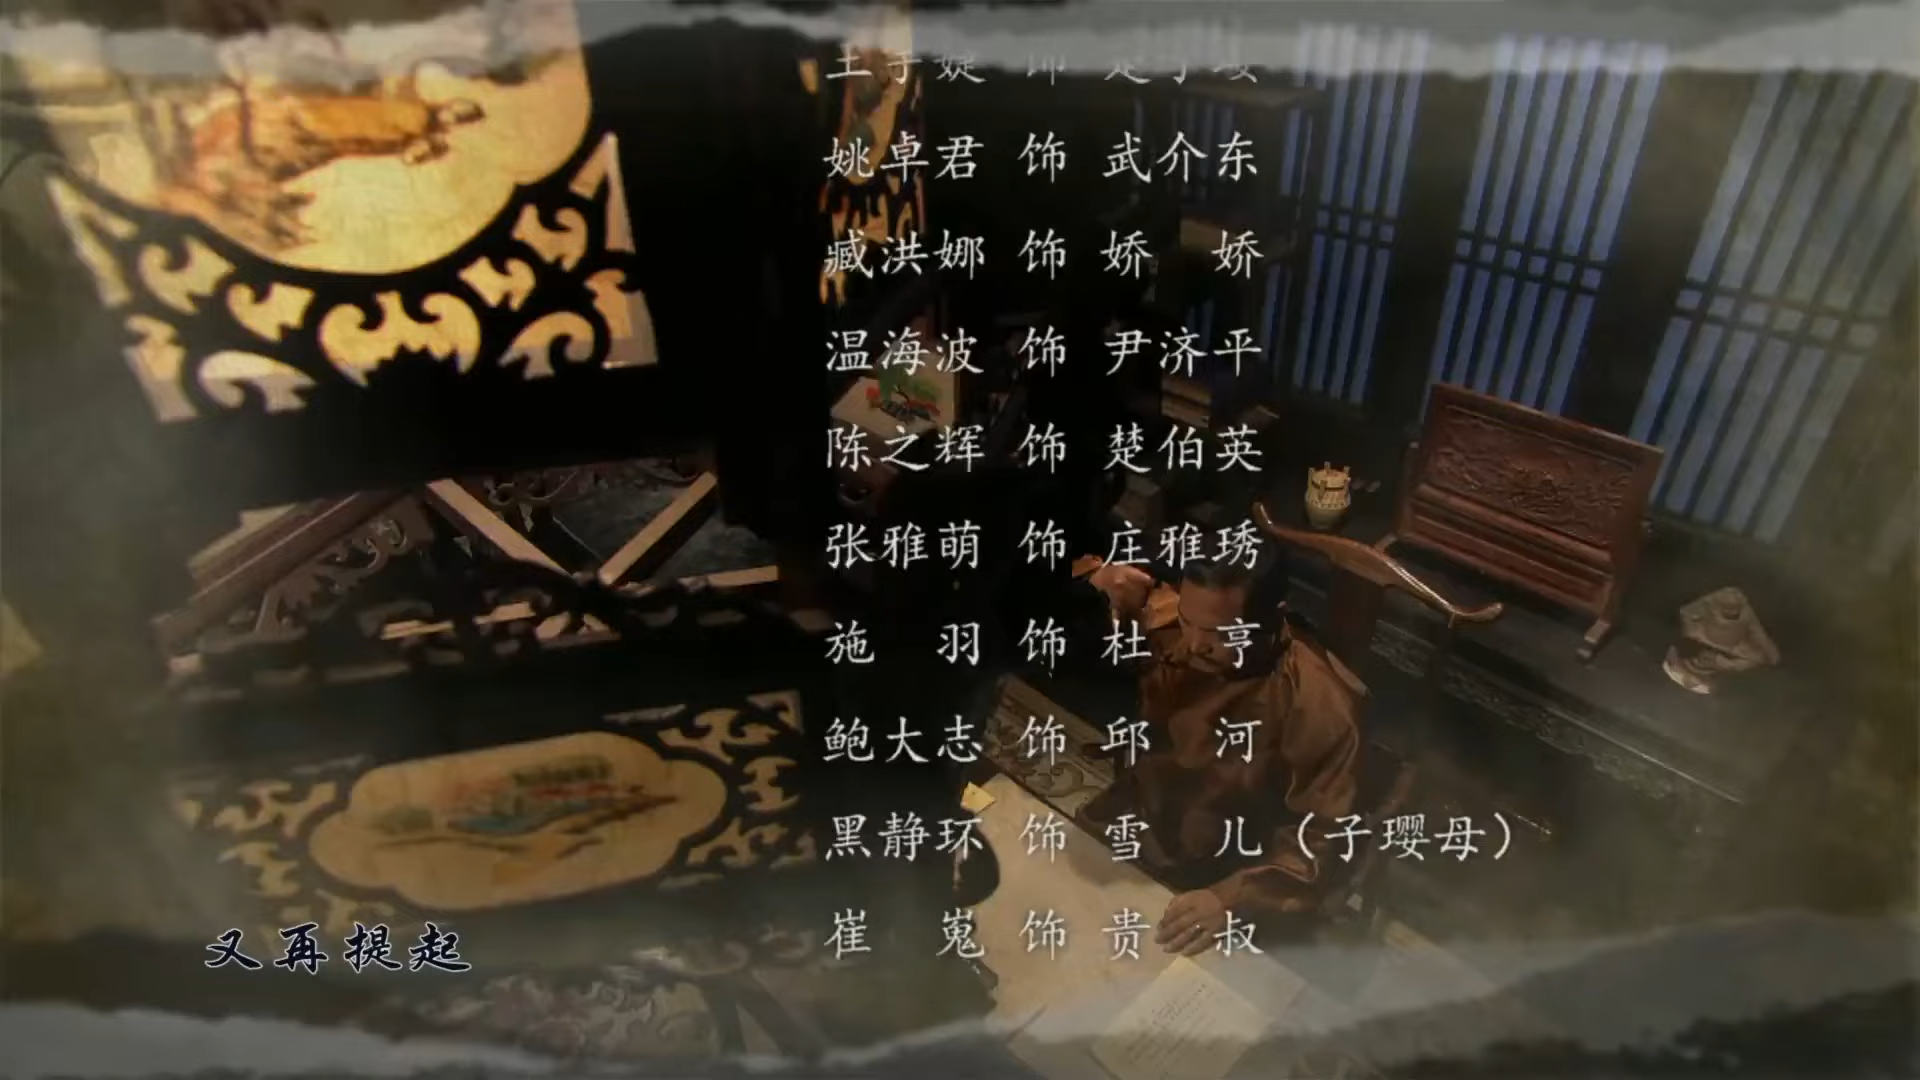 姚卓君 饰 武介东
臧洪娜 饰 娇 娇
温海波 饰 尹济平
陈之辉 饰 楚伯英
张雅萌 饰 庄雅琇
施 羽 饰 杜 亨
鲍大志 饰 邱 河
黑静环 饰 雪 儿（子璎母）
崔 嵬 饰 贵 叔
又再提起